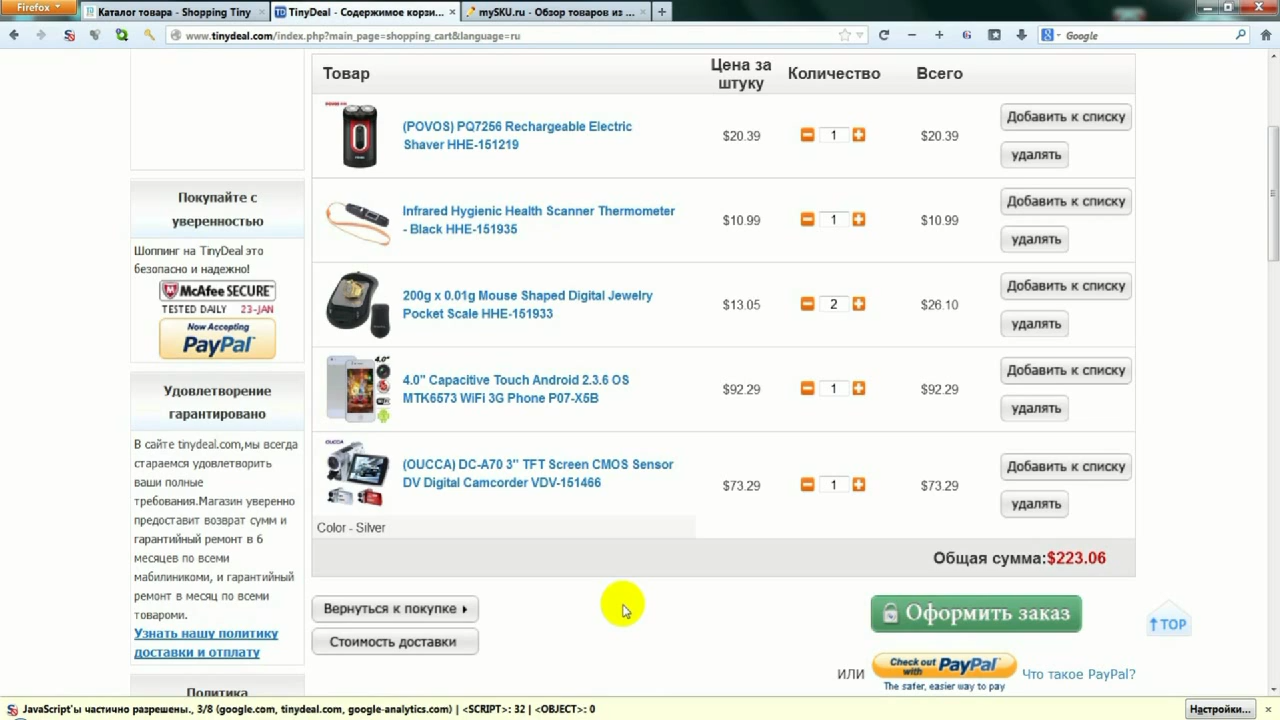 Firefox
Каталог товара - Shopping Tiny
TinyDeal - Содержимое корзи...
mySKU.ru - Обзор товаров из ...
www.tinydeal.com/index.php?main_page=shopping_cart&language=ru
Google
Товар
Цена за
штуку
Количество
Всего
(POVOS) PQ7256 Rechargeable Electric
Shaver HHE-151219
$20.39
1
$20.39
Добавить к списку
удалять
Infrared Hygienic Health Scanner Thermometer
- Black HHE-151935
$10.99
1
$10.99
Добавить к списку
удалять
200g x 0.01g Mouse Shaped Digital Jewelry
Pocket Scale HHE-151933
$13.05
2
$26.10
Добавить к списку
удалять
4.0" Capacitive Touch Android 2.3.6 OS
MTK6573 WiFi 3G Phone P07-X5B
$92.29
1
$92.29
Добавить к списку
удалять
(OUCCA) DC-A70 3" TFT Screen CMOS Sensor
DV Digital Camcorder VDV-151466
$73.29
1
$73.29
Добавить к списку
удалять
Color - Silver
Общая сумма:$223.06
Вернуться к покупке
Стоимость доставки
Оформить заказ
ИЛИ
Check out
with PayPal
The safer, easier way to pay
Что такое PayPal?
TOP
Покупайте с
уверенностью
Шоппинг на TinyDeal это
безопасно и надежно!
McAfee SECURE
TESTED DAILY 23-JAN
Now Accepting
PayPal
Удовлетворение
гарантировано
В сайте tinydeal.com,мы всегда
стараемся удовлетворить
ваши полные
требования.Магазин уверенно
предоставит возврат сумм и
гарантийный ремонт в 6
месяцев по всеми
мабилиниками, и гарантийный
ремонт в месяц по всеми
товароми.
Узнать нашу политику
доставки и отплату
Политика
JavaScript'ы частично разрешены., 3/8 (google.com, tinydeal.com, google-analytics.com) | <SCRIPT>: 32 | <OBJECT>: 0
Настройки...